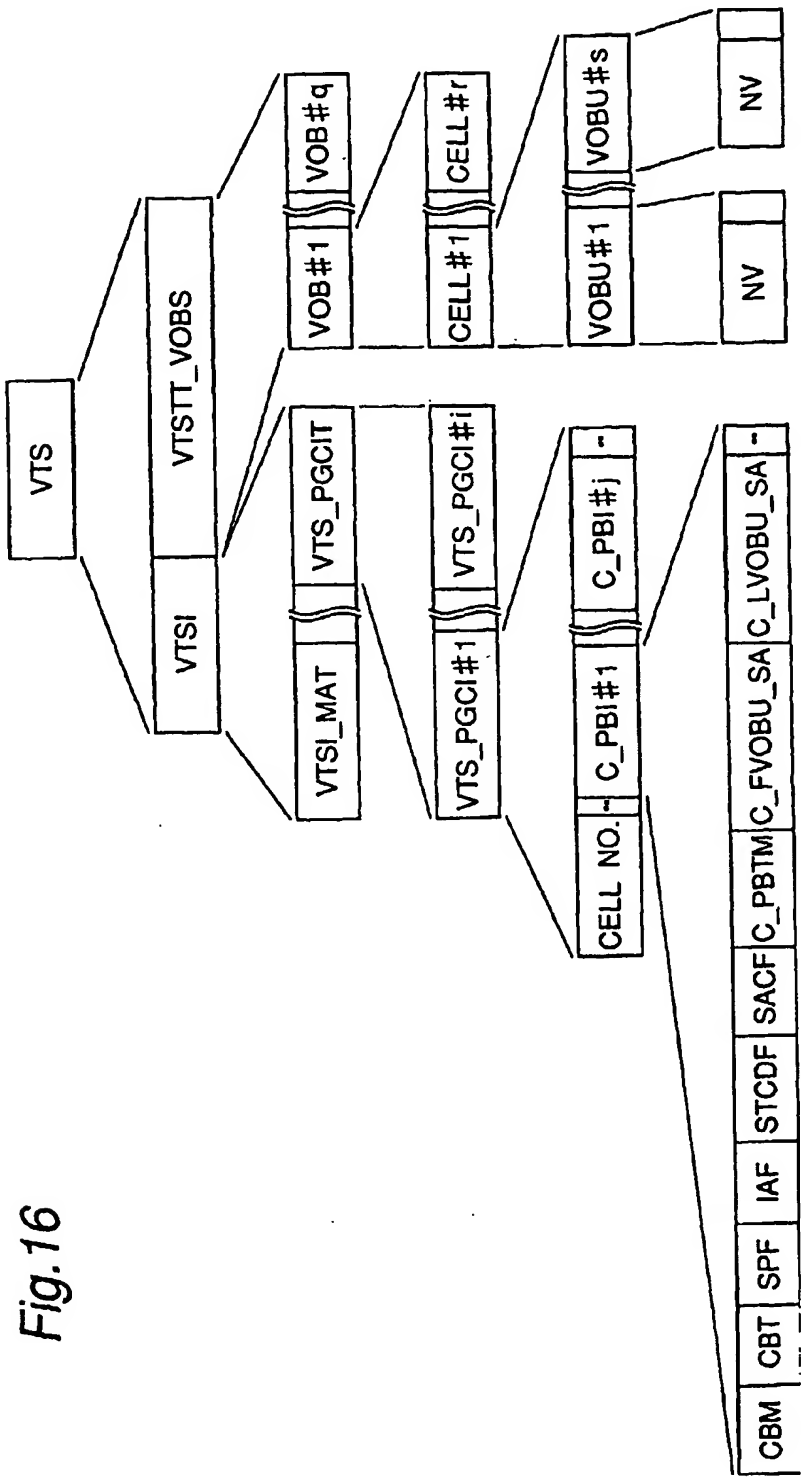 Fig.16
VTS
VTSI VTSTT_VOBS
VTSI_MAT VTS_PGCIT VOB#1 VOB#q
VTS_PGCI#1 VTS_PGCI#i CELL#1 CELL#r
CELL NO. -- C_PBI#1 C_PBI#j -- VOBU#1 VOBU#s
CBM CBT SPF IAF STCDF SACF C_PBTM C_FVOBU_SA C_LVOBU_SA -- NV NV